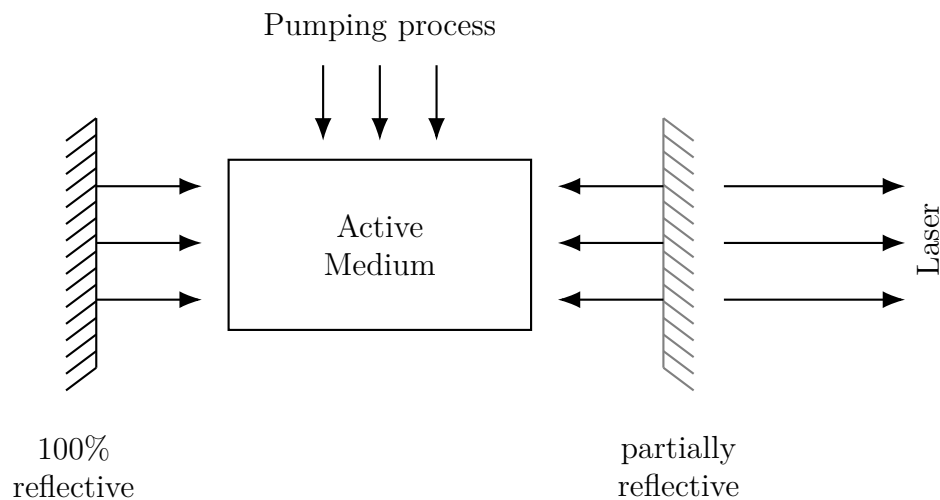 Pumping process
Active
Medium
Laser
100%
reflective
partially
reflective